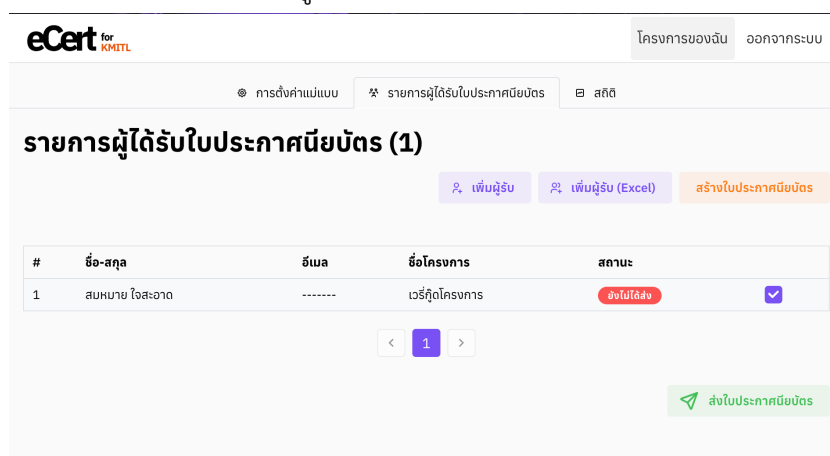 eCert for KMITL
โครงการของฉัน ออกจากระบบ
การตั้งค่าแม่แบบ รายการผู้ได้รับใบประกาศนียบัตร สถิติ
รายการผู้ได้รับใบประกาศนียบัตร (1)
เพิ่มผู้รับ เพิ่มผู้รับ (Excel) สร้างใบประกาศนียบัตร
# ชื่อ-สกุล อีเมล ชื่อโครงการ สถานะ
1 สมหมาย ใจสะอาด ------- เวรี่กู๊ดโครงการ ยังไม่ได้ส่ง
< 1 >
ส่งใบประกาศนียบัตร